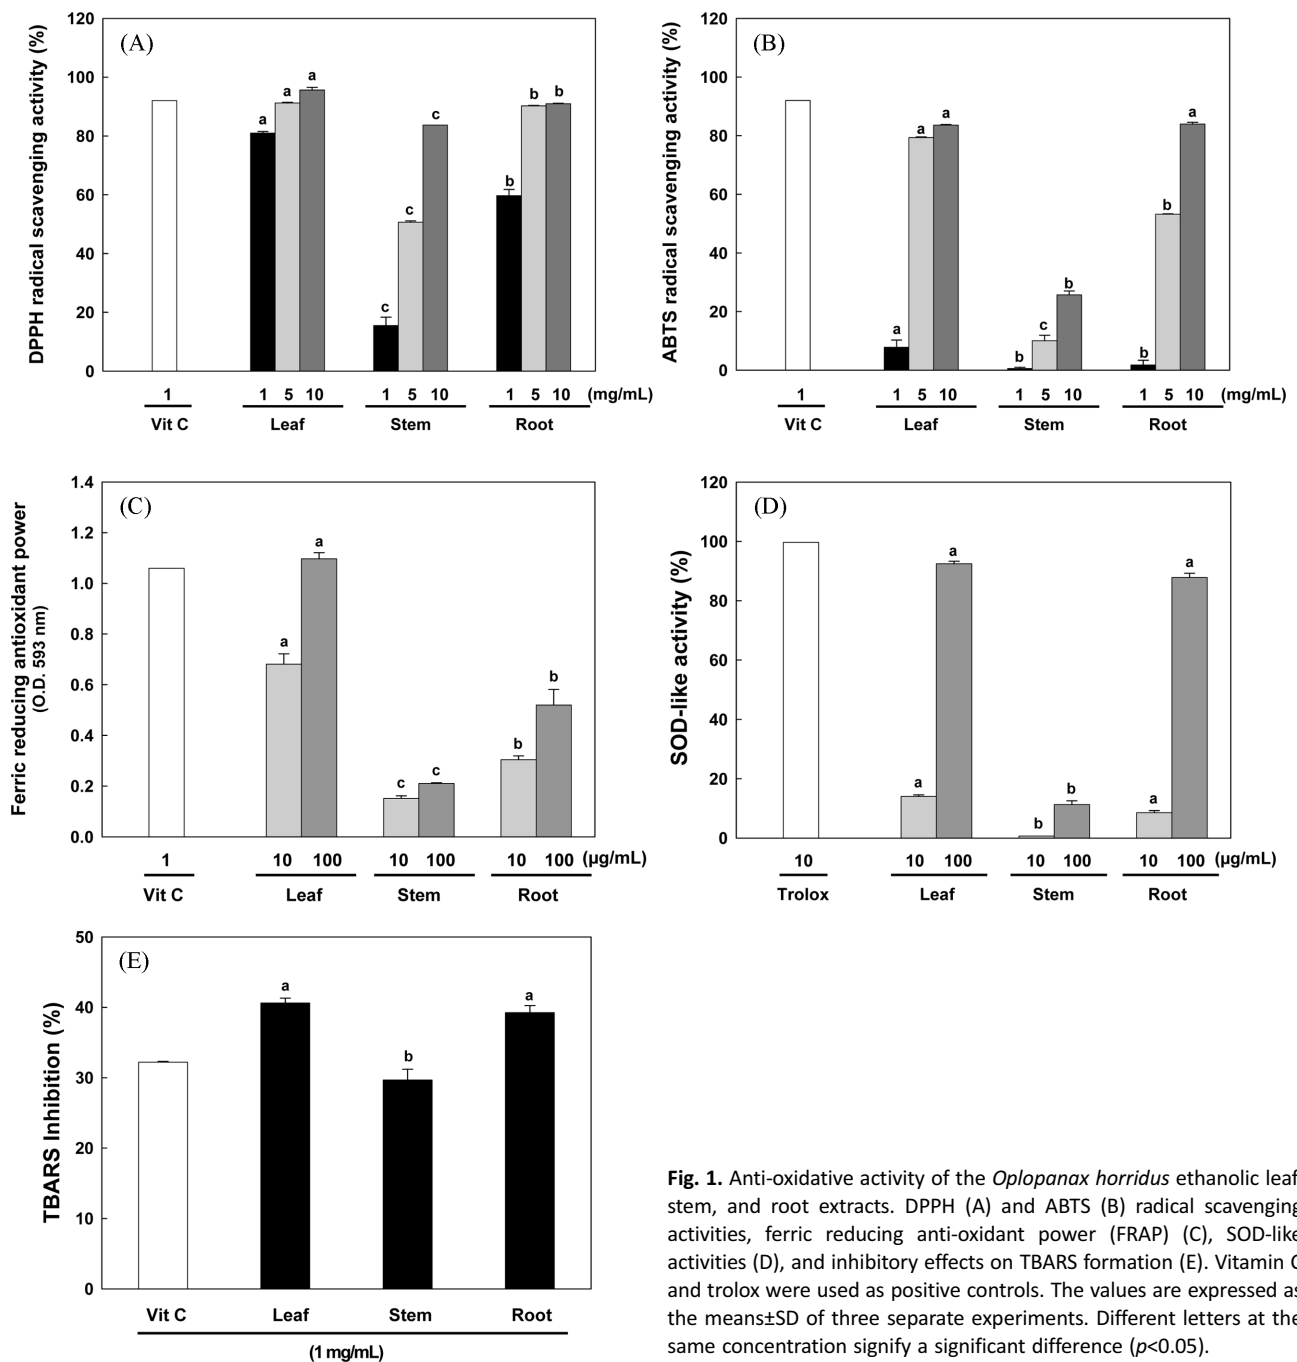 (A)
DPPH radical scavenging activity (%)
120
100
80
60
40
20
0
a
a
a
c
c
c
b
b
b
1
1 5 10
1 5 10
1 5 10 (mg/mL)
Vit C
Leaf
Stem
Root
(B)
ABTS radical scavenging activity (%)
120
100
80
60
40
20
0
a
a
a
b
c
b
b
b
a
1
1 5 10
1 5 10
1 5 10 (mg/mL)
Vit C
Leaf
Stem
Root
(C)
Ferric reducing antioxidant power
(O.D. 593 nm)
1.4
1.2
1.0
0.8
0.6
0.4
0.2
0.0
a
a
c
c
b
b
1
10 100
10 100
10 100 (µg/mL)
Vit C
Leaf
Stem
Root
(D)
SOD-like activity (%)
120
100
80
60
40
20
0
a
a
b
b
a
a
10
10 100
10 100
10 100 (µg/mL)
Trolox
Leaf
Stem
Root
(E)
TBARS Inhibition (%)
50
40
30
20
10
0
a
b
a
Vit C
Leaf
Stem
Root
(1 mg/mL)
Fig. 1. Anti-oxidative activity of the Oplopanax horridus ethanolic leaf
stem, and root extracts. DPPH (A) and ABTS (B) radical scavenging
activities, ferric reducing anti-oxidant power (FRAP) (C), SOD-like
activities (D), and inhibitory effects on TBARS formation (E). Vitamin C
and trolox were used as positive controls. The values are expressed as
the means±SD of three separate experiments. Different letters at the
same concentration signify a significant difference (p<0.05).